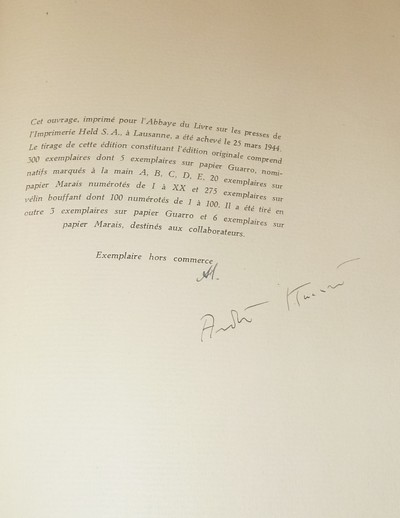 Cet ouvrage, imprimé pour l'Abbaye du Livre sur les presses de
l'Imprimerie Held S. A., à Lausanne, a été achevé le 25 mars 1944.
Le tirage de cette édition constituant l'édition originale comprend
300 exemplaires dont 5 exemplaires sur papier Guarro, nomi-
natifs marqués à la main A, B, C, D, E, 20 exemplaires sur
papier Marais numérotés de I à XX et 275 exemplaires sur
vélin bouffant dont 100 numérotés de 1 à 100. Il a été tiré en
outre 3 exemplaires sur papier Guarro et 6 exemplaires sur
papier Marais, destinés aux collaborateurs.
Exemplaire hors commerce
André